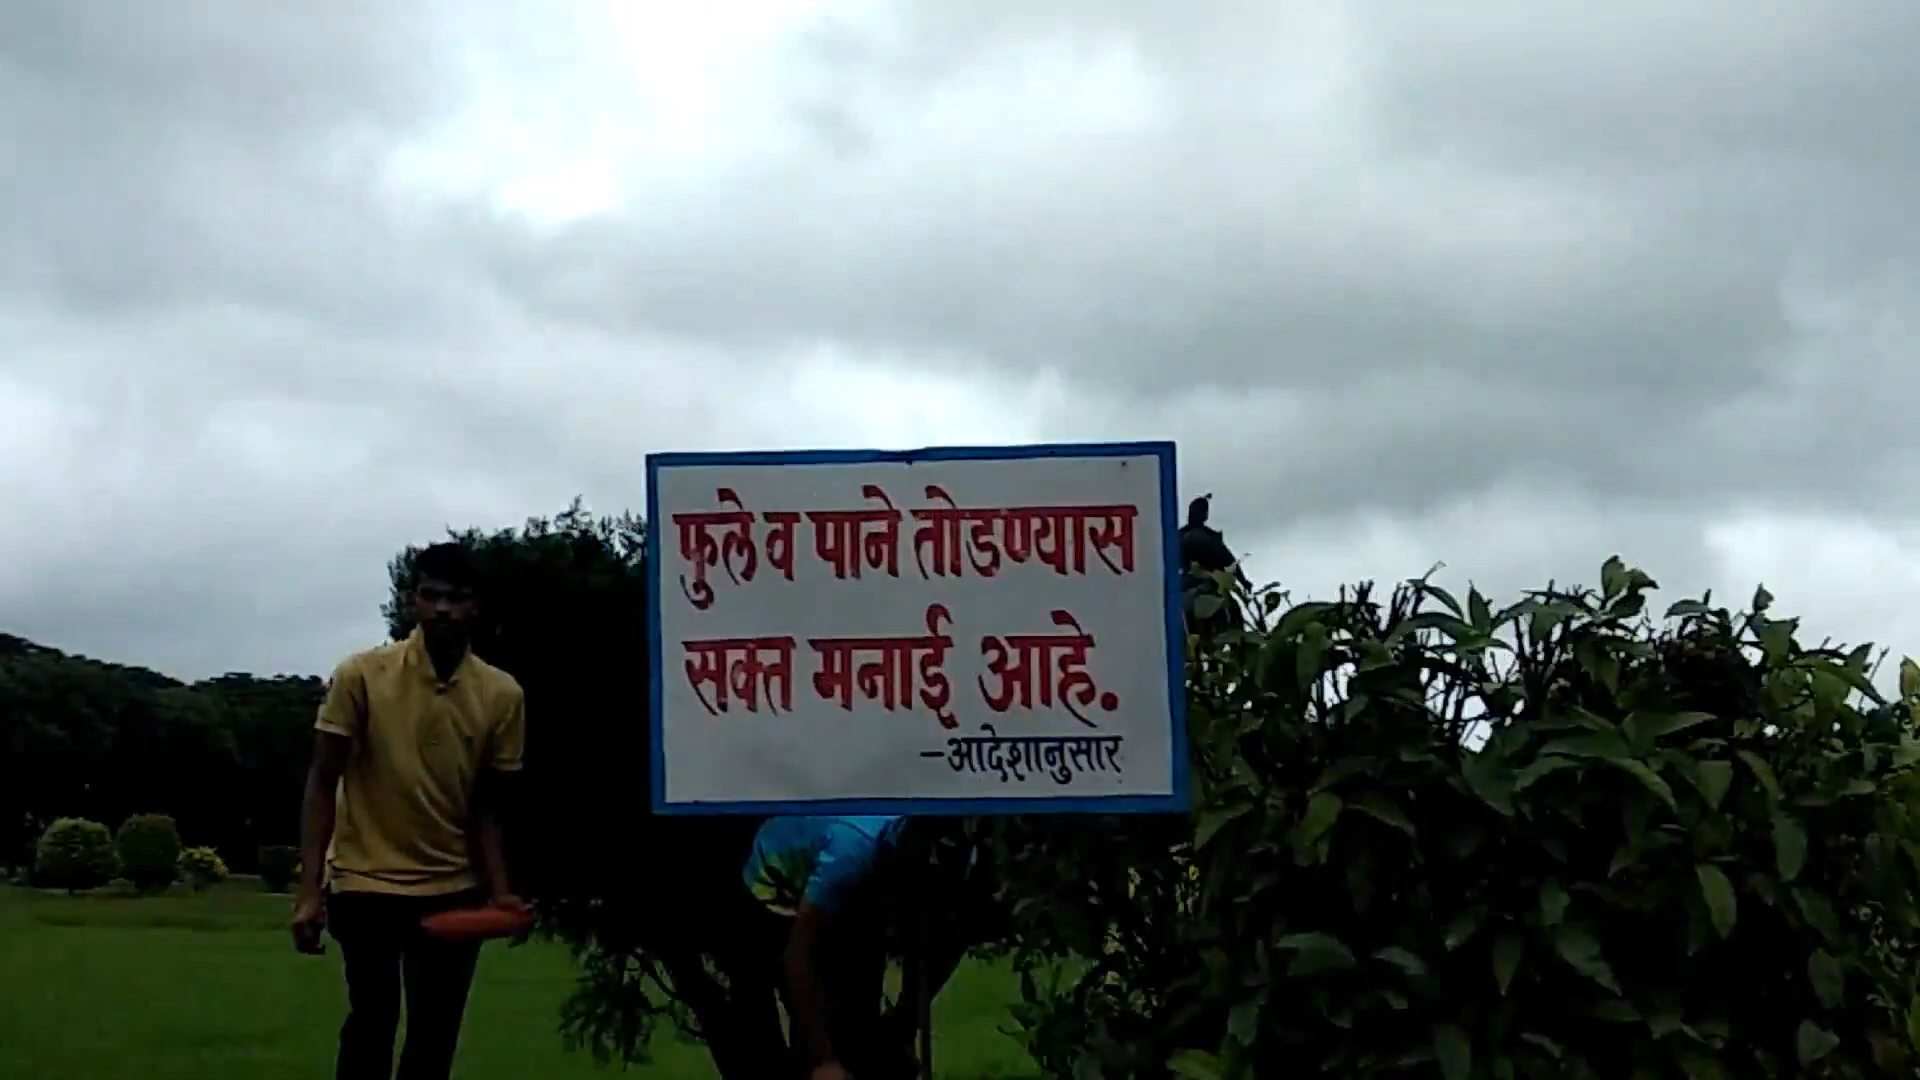 फुले व पाने तोडण्यास
सक्त मनाई आहे.
–आदेशानुसार